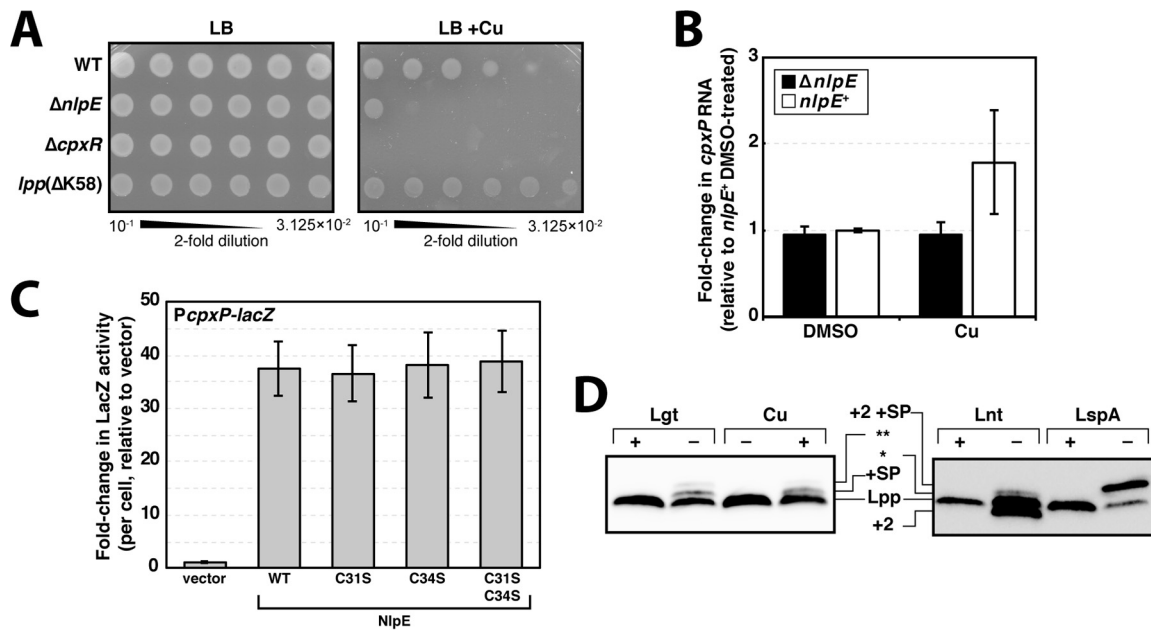 A
LB
LB +Cu
WT
ΔnlpE
ΔcpxR
lpp(ΔK58)
10-1
3.125×10-2
2-fold dilution
10-1
3.125×10-2
2-fold dilution
B
Fold-change in cpxP RNA
(relative to nlpE+ DMSO-treated)
3
2
1
0
ΔnlpE
nlpE+
DMSO
Cu
C
Fold-change in LacZ activity
(per cell, relative to vector)
50
40
30
20
10
0
PcpxP-lacZ
vector
WT
C31S
C34S
C31S
C34S
NlpE
D
Lgt
Cu
+ − − +
+2 +SP
**
*
+SP
Lpp
+2
Lnt
LspA
+ − + −